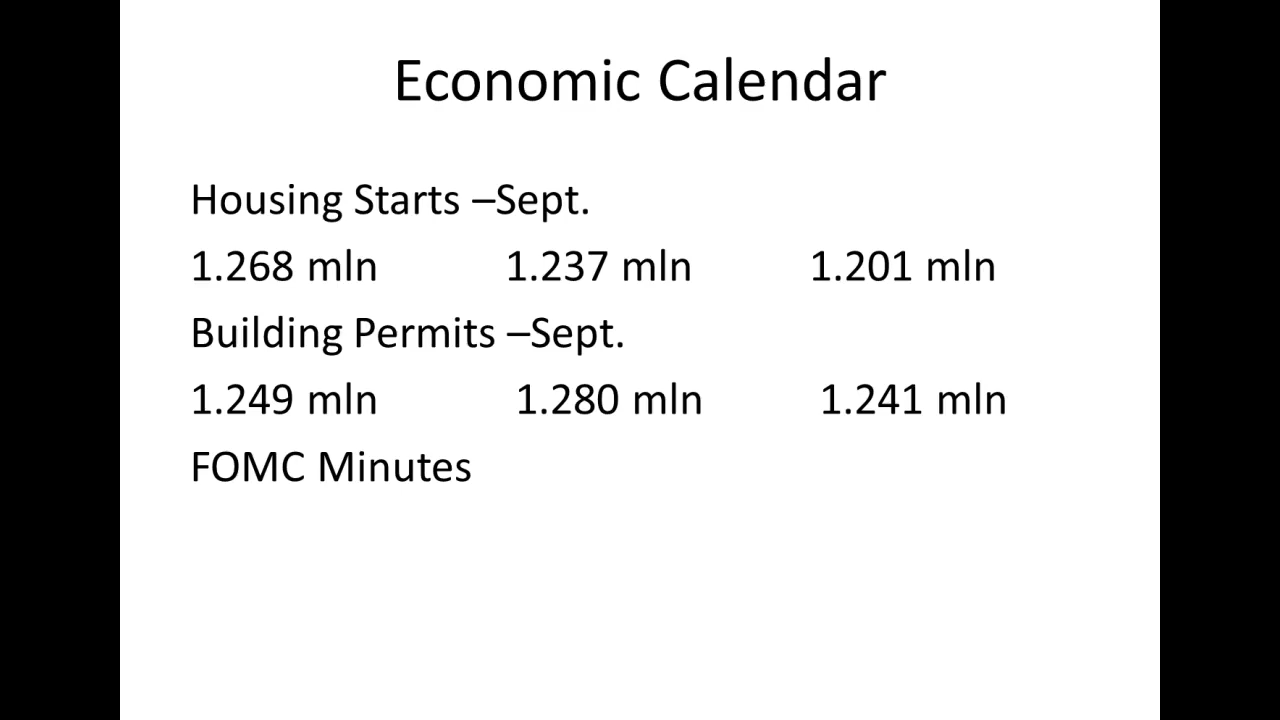 Economic Calendar
Housing Starts –Sept.
1.268 mln 1.237 mln 1.201 mln
Building Permits –Sept.
1.249 mln 1.280 mln 1.241 mln
FOMC Minutes